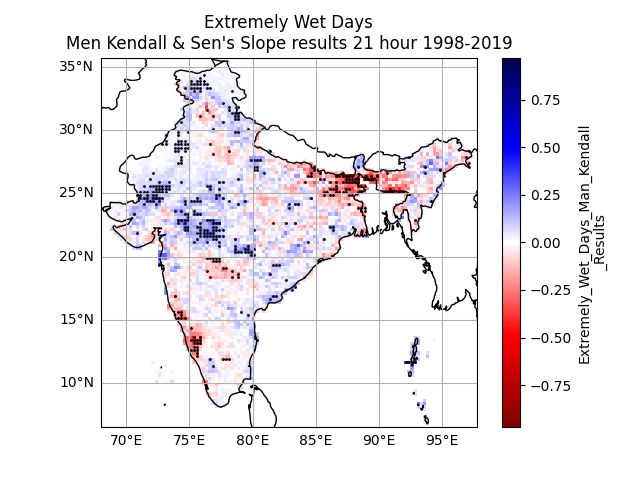 Extremely Wet Days
Men Kendall & Sen's Slope results 21 hour 1998-2019
35°N
30°N
25°N
20°N
15°N
10°N
70°E
75°E
80°E
85°E
90°E
95°E
0.75
0.50
0.25
0.00
−0.25
−0.50
−0.75
Extremely_Wet_Days_Man_Kendall
_Results